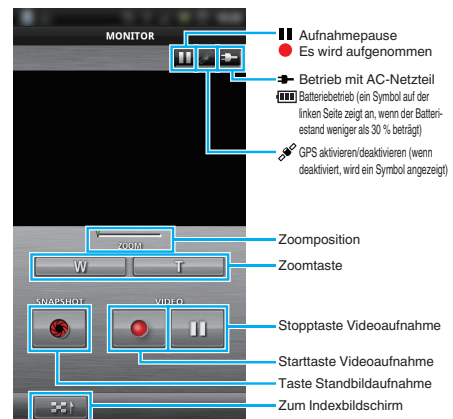 MONITOR
Aufnahmepause
Es wird aufgenommen
Betrieb mit AC-Netzteil
Batteriebetrieb (ein Symbol auf der
linken Seite zeigt an, wenn der Batteri-
estand weniger als 30 % beträgt)
GPS aktivieren/deaktivieren (wenn
deaktiviert, wird ein Symbol angezeigt)
Zoomposition
ZOOM
W
T
Zoomtaste
SNAPSHOT
VIDEO
Stopptaste Videoaufnahme
Starttaste Videoaufnahme
Taste Standbildaufnahme
Zum Indexbildschirm